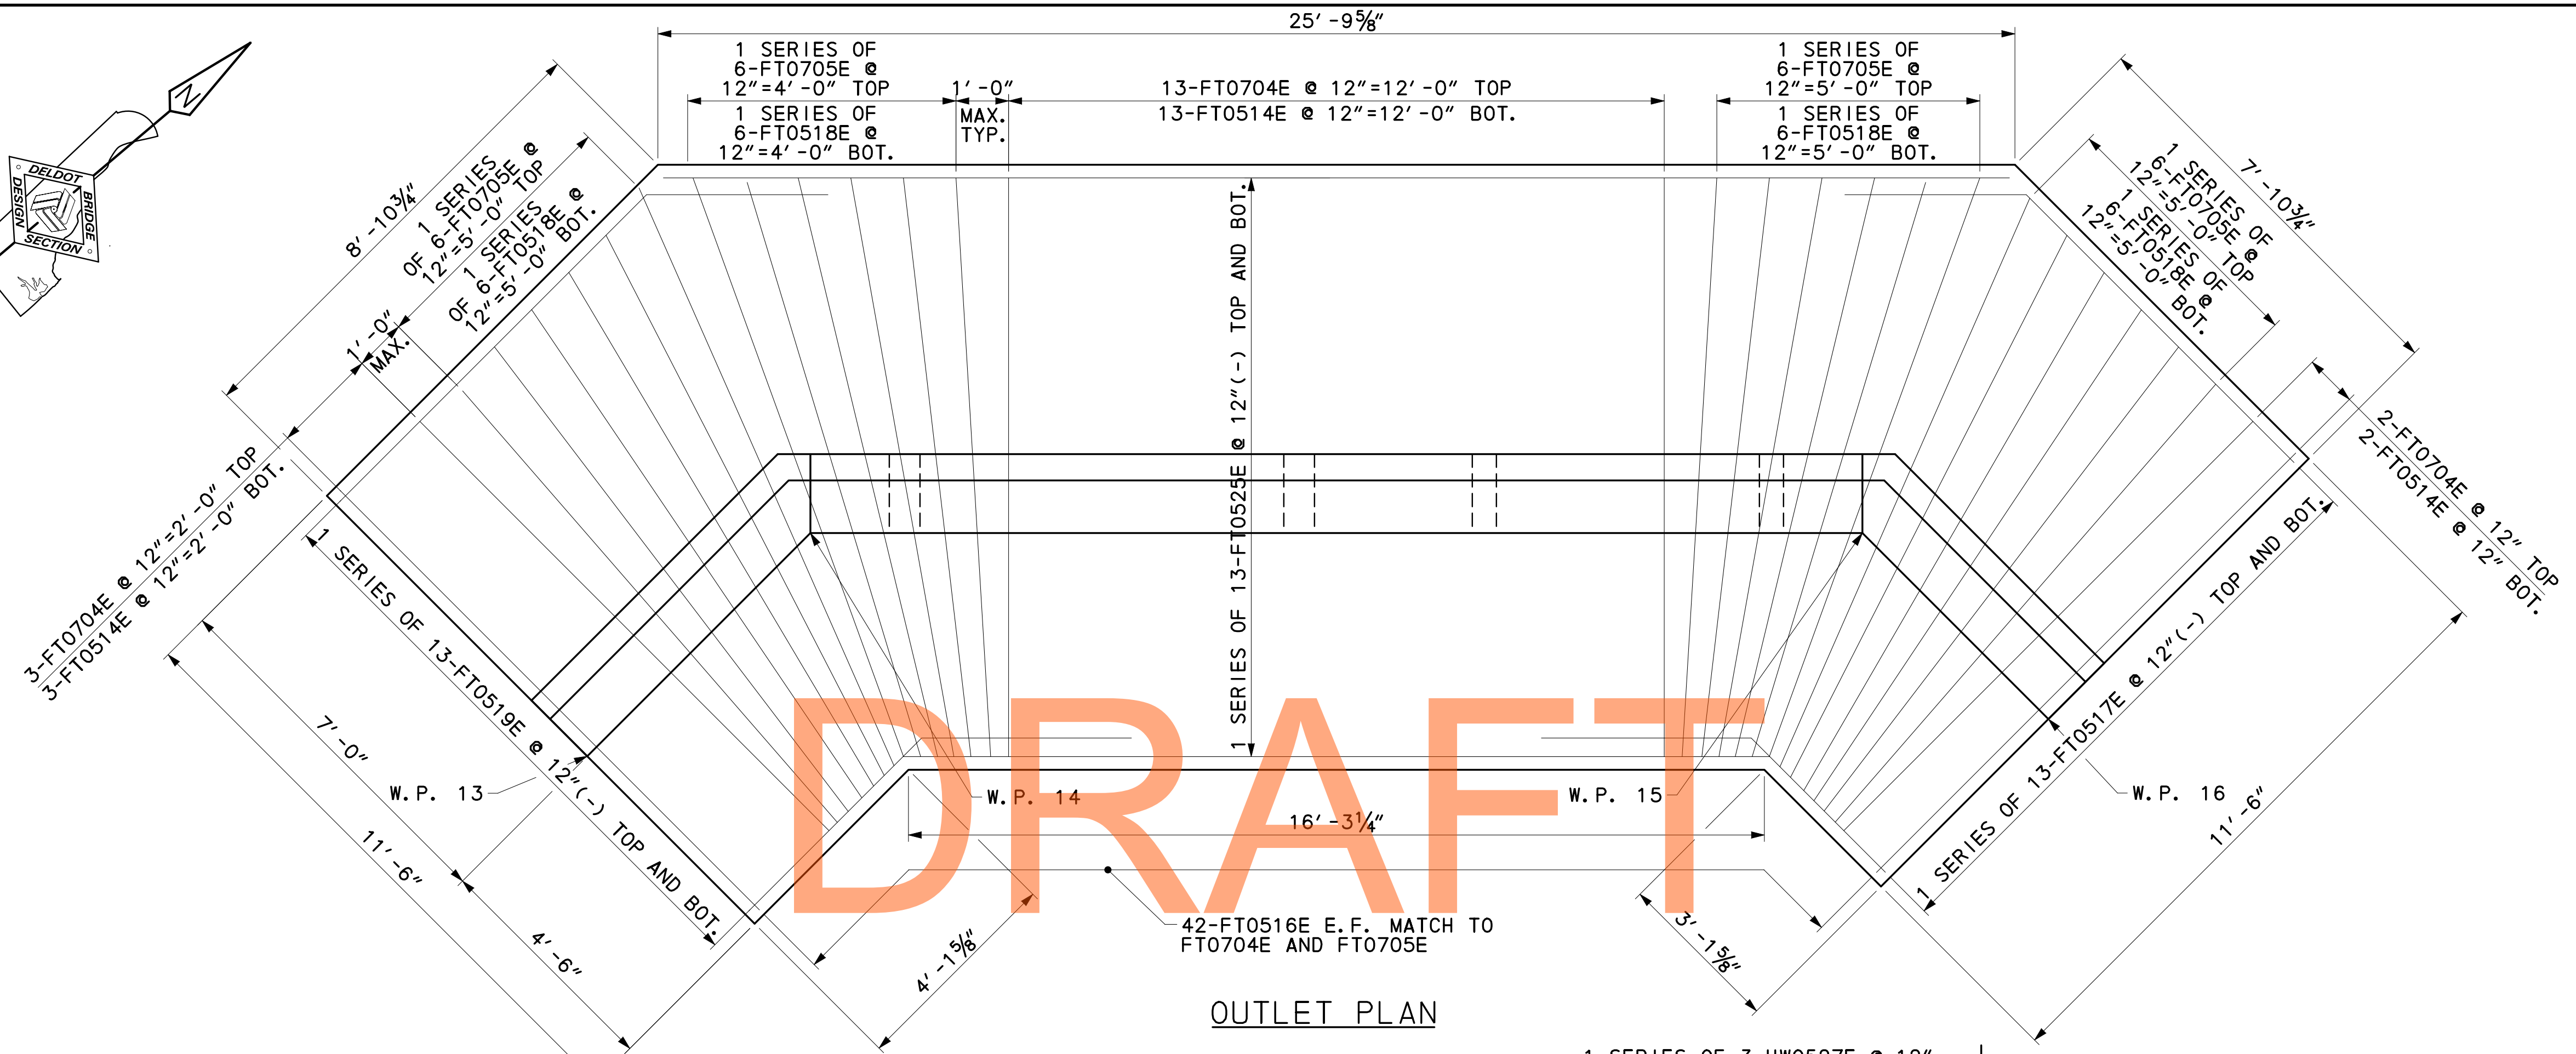 25'-9⅝"
1 SERIES OF
6-FT0705E @
12"=4'-0" TOP
1 SERIES OF
6-FT0518E @
12"=4'-0" BOT.
1'-0"
MAX.
TYP.
13-FT0704E @ 12"=12'-0" TOP
13-FT0514E @ 12"=12'-0" BOT.
1 SERIES OF
6-FT0705E @
12"=5'-0" TOP
1 SERIES OF
6-FT0518E @
12"=5'-0" BOT.
N
DELDOT
BRIDGE
SECTION
DESIGN
8'-10¾"
1 SERIES
OF 6-FT0705E @
12"=5'-0" TOP
1 SERIES
OF 6-FT0518E @
12"=5'-0" BOT.
1'-0"
MAX.
3-FT0704E @ 12"=2'-0" TOP
3-FT0514E @ 12"=2'-0" BOT.
7'-10¾"
1 SERIES OF
6-FT0705E @
12"=5'-0" TOP
1 SERIES OF
6-FT0518E @
12"=5'-0" BOT.
2-FT0704E @ 12" TOP
2-FT0514E @ 12" BOT.
1 SERIES OF 13-FT0525E @ 12"(-) TOP AND BOT.
1 SERIES OF 13-FT0519E @ 12"(-) TOP AND BOT.
1 SERIES OF 13-FT0517E @ 12"(-) TOP AND BOT.
7'-0"
11'-6"
4'-6"
W.P. 13
W.P. 14
W.P. 15
W.P. 16
16'-3¼"
11'-6"
4'-1⅝"
3'-1⅝"
42-FT0516E E.F. MATCH TO
FT0704E AND FT0705E
DRAFT
OUTLET PLAN